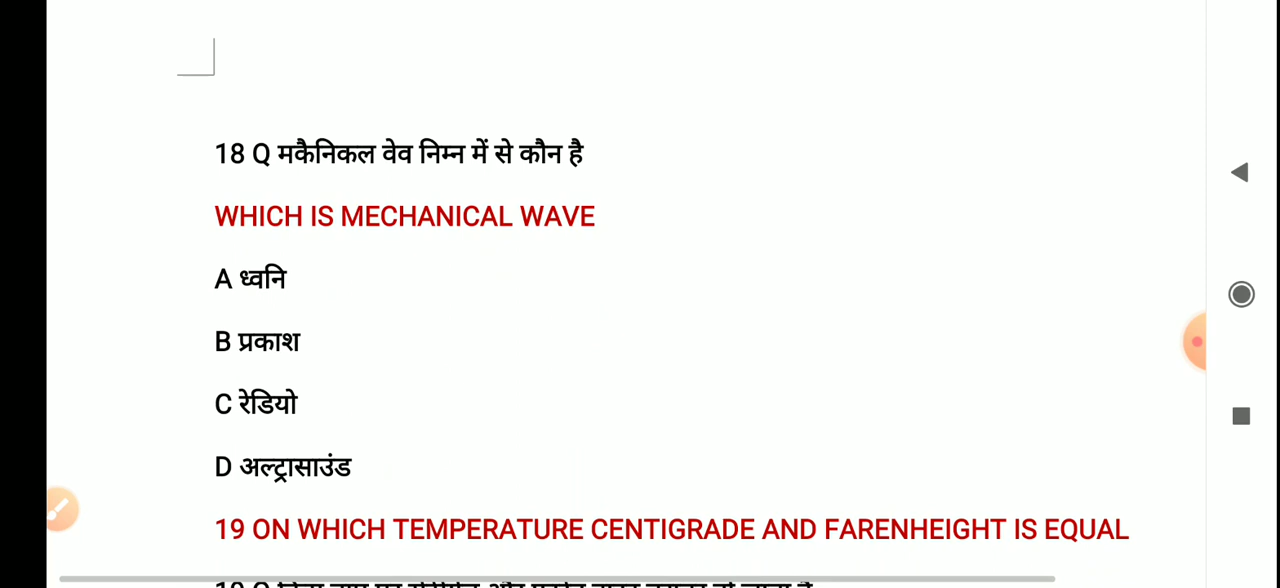 18 Q मकैनिकल वेव निम्न में से कौन है
WHICH IS MECHANICAL WAVE
A ध्वनि
B प्रकाश
C रेडियो
D अल्ट्रासाउंड
19 ON WHICH TEMPERATURE CENTIGRADE AND FARENHEIGHT IS EQUAL